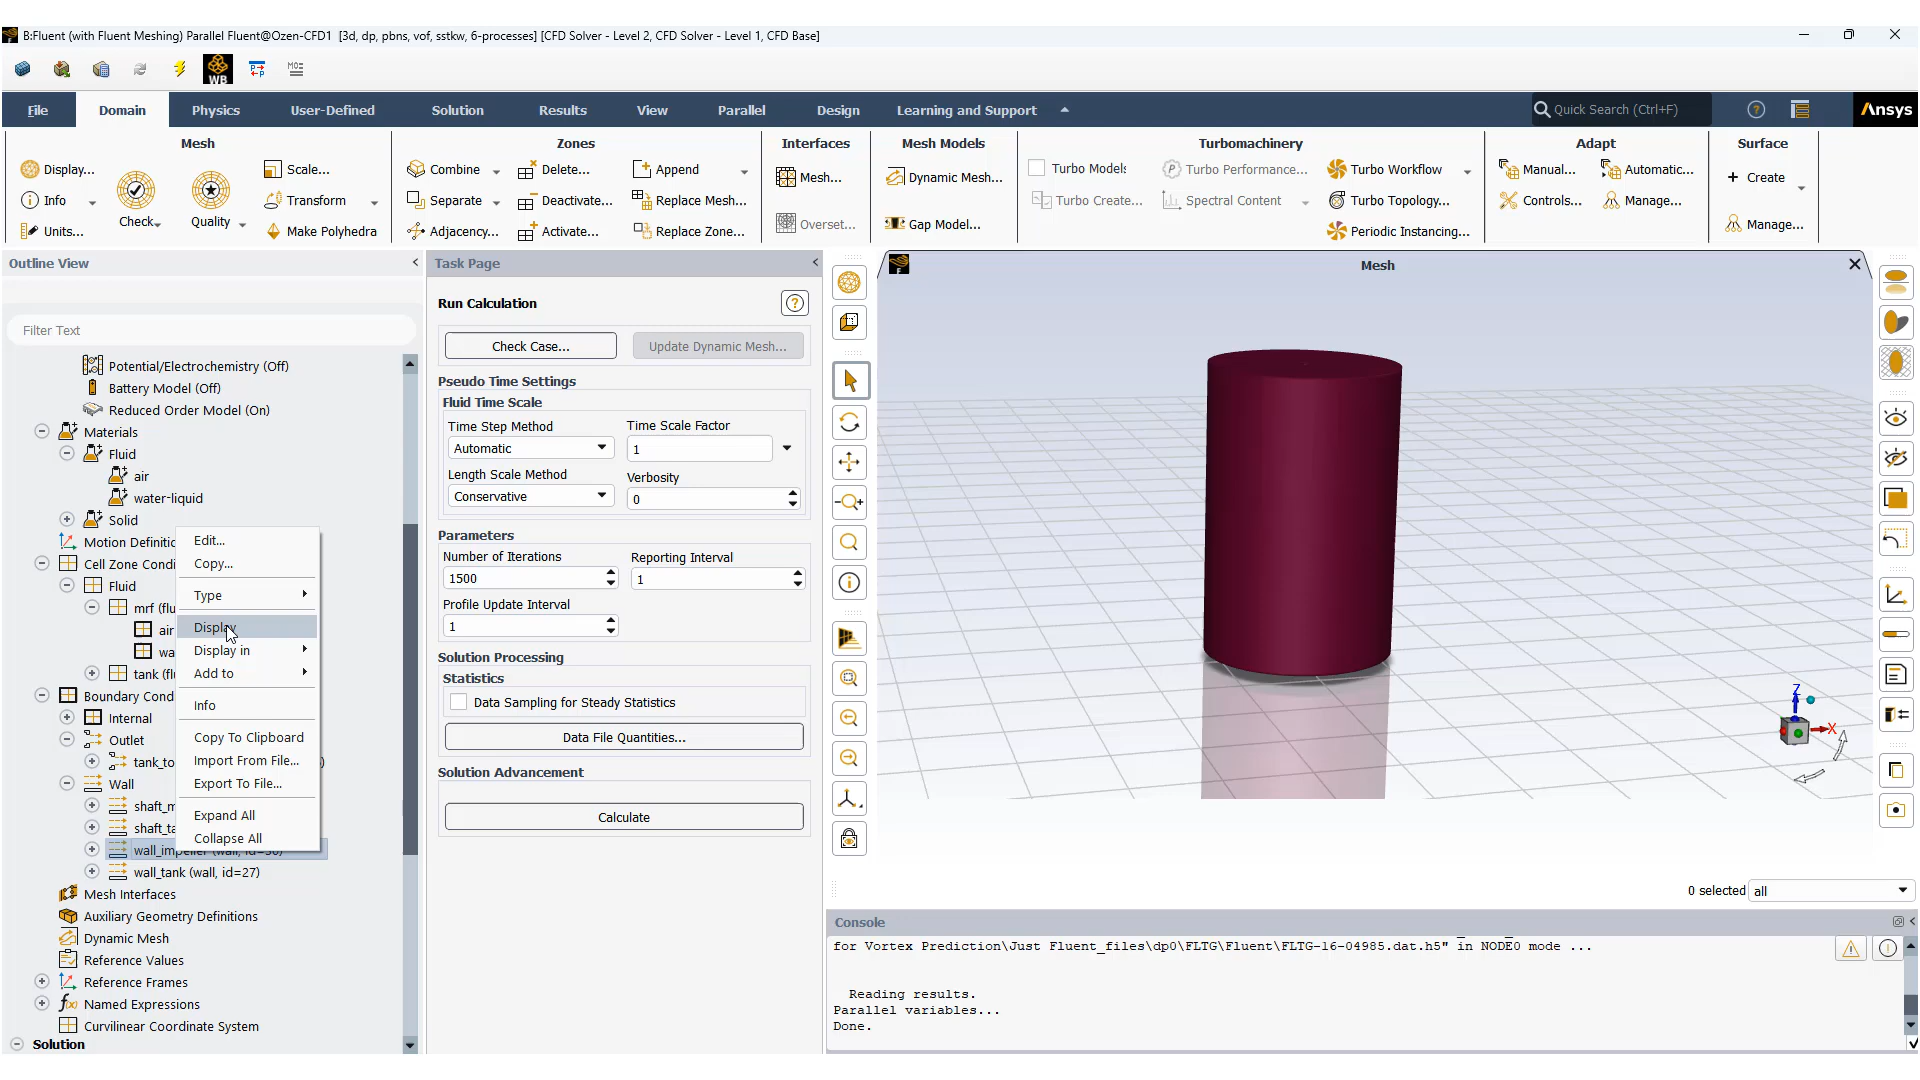 B:Fluent (with Fluent Meshing) Parallel Fluent@Ozen-CFD1 [3d, dp, pbns, vof, sstkw, 6-processes] [CFD Solver - Level 2, CFD Solver - Level 1, CFD Base]
WB
File Domain Physics User-Defined Solution Results View Parallel Design Learning and Support
Quick Search (Ctrl+F)
Ansys
Mesh Zones Interfaces Mesh Models Turbomachinery Adapt Surface
Display... Scale... Combine Delete... Append Mesh... Dynamic Mesh... Turbo Models Turbo Performance... Turbo Workflow Manual... Automatic... Create
Info Check Quality Transform Separate Deactivate... Replace Mesh... Turbo Create... Spectral Content Turbo Topology... Controls... Manage...
Units... Make Polyhedra Adjacency... Activate... Replace Zone... Overset... Gap Model... Periodic Instancing... Manage...
Outline View
Filter Text
Potential/Electrochemistry (Off)
Battery Model (Off)
Reduced Order Model (On)
Materials
Fluid
air
water-liquid
Solid
Motion Definitio
Cell Zone Condi
Fluid
mrf (flu
air
wa
tank (flu
Boundary Cond
Internal
Outlet
tank_to
Wall
shaft_m
shaft_ta
wall_impeller (wall, id=30)
wall_tank (wall, id=27)
Mesh Interfaces
Auxiliary Geometry Definitions
Dynamic Mesh
Reference Values
Reference Frames
Named Expressions
Curvilinear Coordinate System
Solution
Edit...
Copy...
Type
Display
Display in
Add to
Info
Copy To Clipboard
Import From File...
Export To File...
Expand All
Collapse All
Task Page
Run Calculation
Check Case... Update Dynamic Mesh...
Pseudo Time Settings
Fluid Time Scale
Time Step Method Time Scale Factor
Automatic 1
Length Scale Method Verbosity
Conservative 0
Parameters
Number of Iterations Reporting Interval
1500 1
Profile Update Interval
1
Solution Processing
Statistics
Data Sampling for Steady Statistics
Data File Quantities...
Solution Advancement
Calculate
Mesh
Z
X
0 selected all
Console
for Vortex Prediction\Just Fluent_files\dp0\FLTG\Fluent\FLTG-16-04985.dat.h5" in NODE0 mode ...
Reading results.
Parallel variables...
Done.